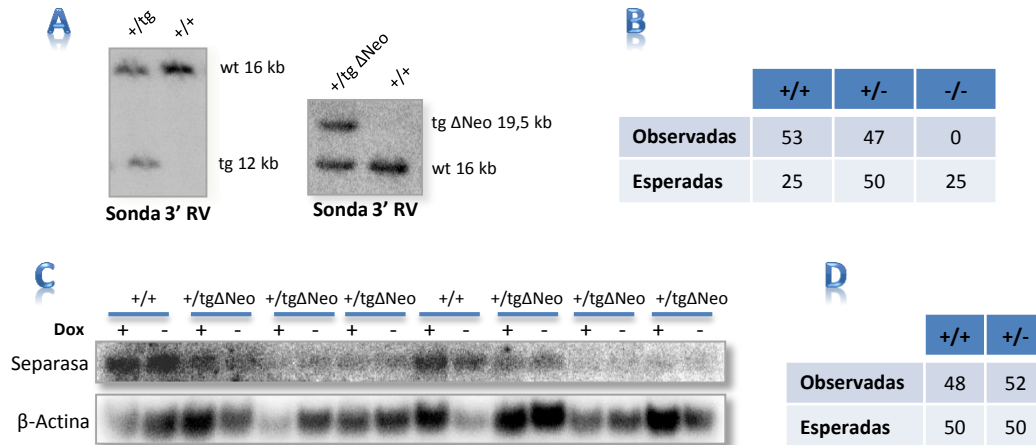 A
+/tg +/+
wt 16 kb
tg 12 kb
Sonda 3’ RV
+/tg ΔNeo +/+
tg ΔNeo 19,5 kb
wt 16 kb
Sonda 3’ RV
B
+/+ +/- -/-
Observadas 53 47 0
Esperadas 25 50 25
C
+/+ +/tgΔNeo +/tgΔNeo +/tgΔNeo +/+ +/tgΔNeo +/tgΔNeo +/tgΔNeo
Dox + - + - + - + - + - + - + - + -
Separasa
β-Actina
D
+/+ +/-
Observadas 48 52
Esperadas 50 50